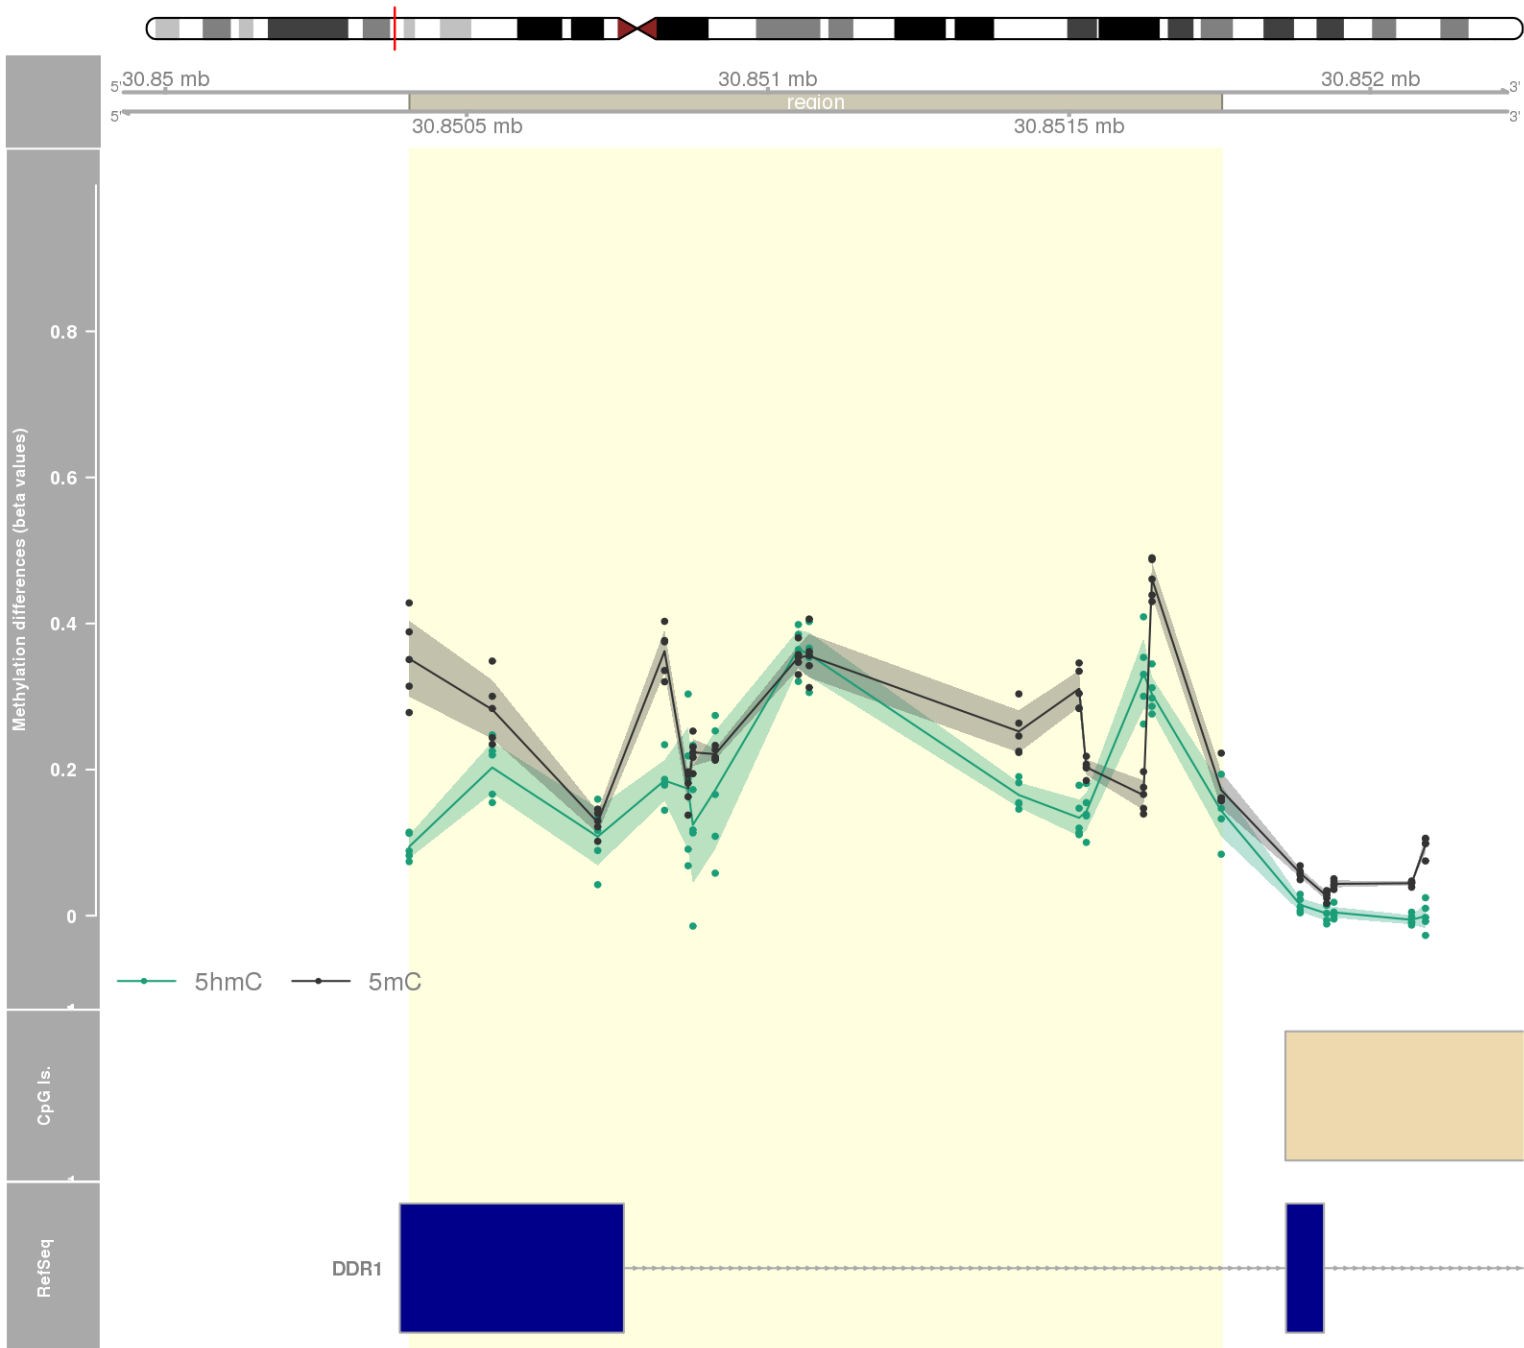 30.85 mb
30.851 mb
30.852 mb
5'
3'
region
5'
3'
30.8505 mb
30.8515 mb
Methylation differences (beta values)
0.8
0.6
0.4
0.2
0
5hmC
5mC
CpG Is.
RefSeq
DDR1